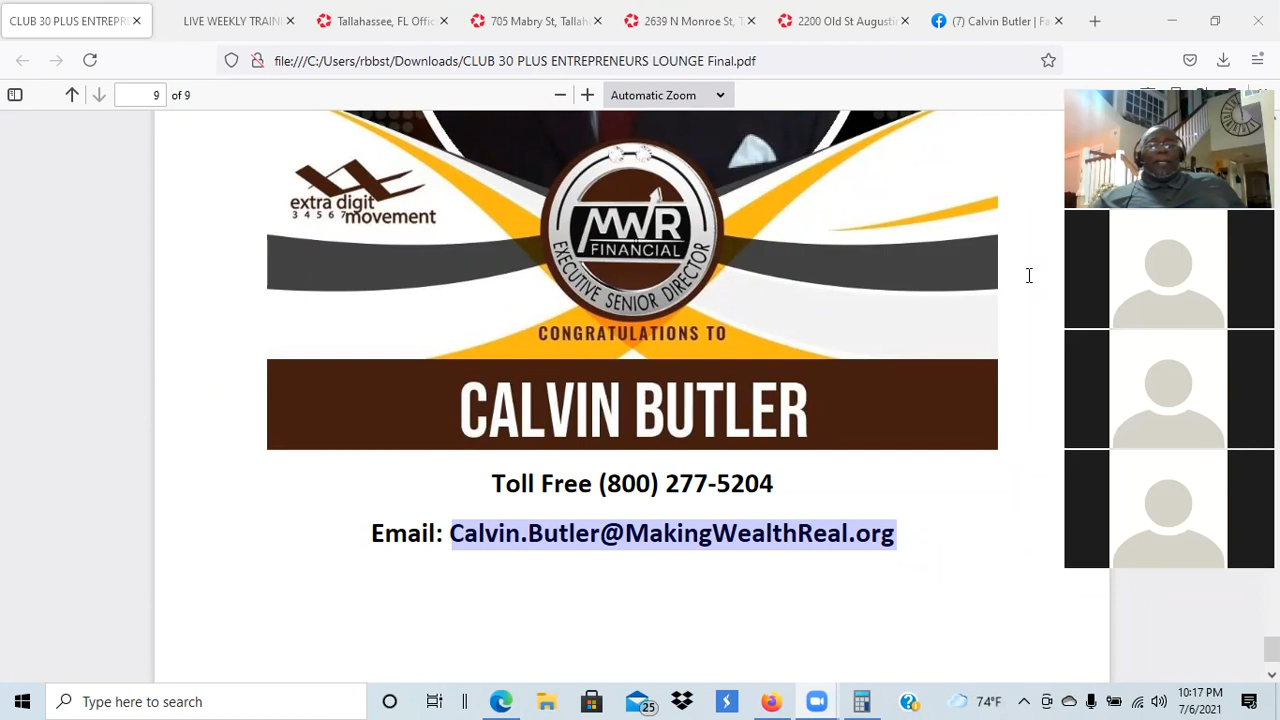 CLUB 30 PLUS ENTREPR
LIVE WEEKLY TRAIN
Tallahassee, FL Offic
705 Mabry St, Tallah
2639 N Monroe St, T
2200 Old St Augustin
(7) Calvin Butler | Fa
file:///C:/Users/rbbst/Downloads/CLUB 30 PLUS ENTREPRENEURS LOUNGE Final.pdf
9 of 9
Automatic Zoom
extra digit
3 4 5 6 7 movement
MWR
FINANCIAL
EXECUTIVE SENIOR DIRECTOR
CONGRATULATIONS TO
CALVIN BUTLER
Toll Free (800) 277-5204
Email: Calvin.Butler@MakingWealthReal.org
Type here to search
25
74°F
10:17 PM
7/6/2021